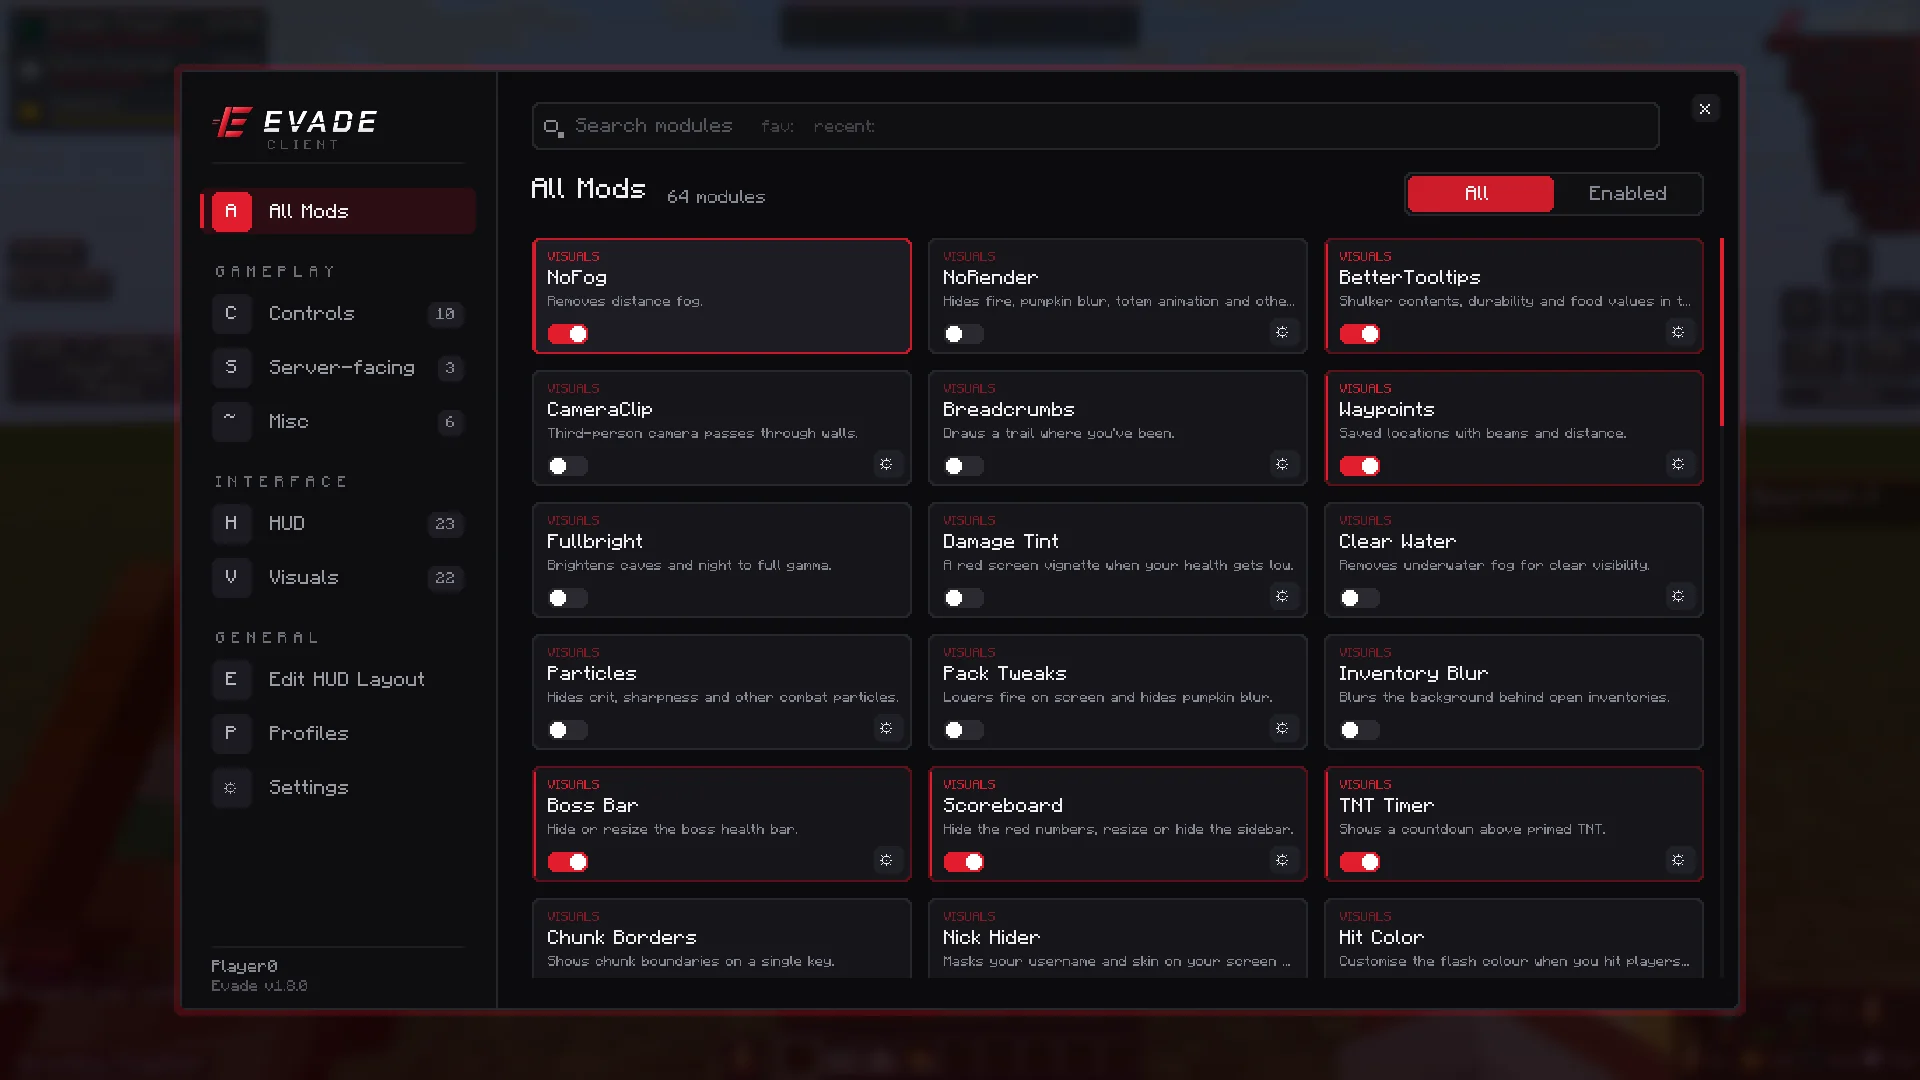 EVADE
CLIENT
A All Mods
GAMEPLAY
C Controls 10
S Server-facing 3
~ Misc 6
INTERFACE
H HUD 23
V Visuals 22
GENERAL
E Edit HUD Layout
P Profiles
Settings
Player0
Evade v1.8.0
Search modules fav: recent:
All Mods 64 modules
All Enabled
VISUALS
NoFog
Removes distance fog.
VISUALS
NoRender
Hides fire, pumpkin blur, totem animation and othe...
VISUALS
BetterTooltips
Shulker contents, durability and food values in t...
VISUALS
CameraClip
Third-person camera passes through walls.
VISUALS
Breadcrumbs
Draws a trail where you've been.
VISUALS
Waypoints
Saved locations with beams and distance.
VISUALS
Fullbright
Brightens caves and night to full gamma.
VISUALS
Damage Tint
A red screen vignette when your health gets low.
VISUALS
Clear Water
Removes underwater fog for clear visibility.
VISUALS
Particles
Hides crit, sharpness and other combat particles.
VISUALS
Pack Tweaks
Lowers fire on screen and hides pumpkin blur.
VISUALS
Inventory Blur
Blurs the background behind open inventories.
VISUALS
Boss Bar
Hide or resize the boss health bar.
VISUALS
Scoreboard
Hide the red numbers, resize or hide the sidebar.
VISUALS
TNT Timer
Shows a countdown above primed TNT.
VISUALS
Chunk Borders
Shows chunk boundaries on a single key.
VISUALS
Nick Hider
Masks your username and skin on your screen ...
VISUALS
Hit Color
Customise the flash colour when you hit players...